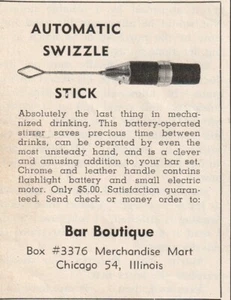 AUTOMATIC
SWIZZLE
STICK
Absolutely the last thing in mecha-
nized drinking. This battery-operated
stirrer saves precious time between
drinks, can be operated by even the
most unsteady hand, and is a clever
and amusing addition to your bar set.
Chrome and leather handle contains
flashlight battery and small electric
motor. Only $5.00. Satisfaction guaran-
teed. Send check or money order to:
Bar Boutique
Box #3376 Merchandise Mart
Chicago 54, Illinois